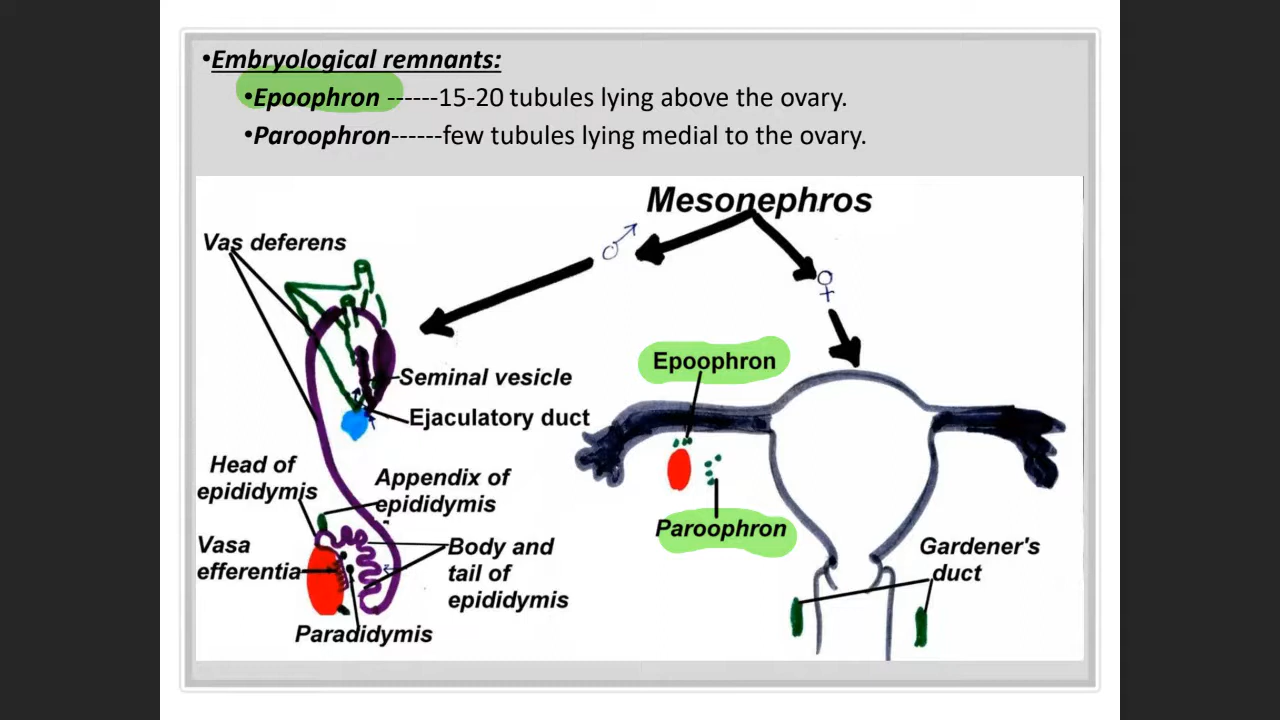 •Embryological remnants:
•Epoophron ------15-20 tubules lying above the ovary.
•Paroophron------few tubules lying medial to the ovary.
Mesonephros
Vas deferens
Epoophron
Seminal vesicle
Ejaculatory duct
Head of
epididymis
Appendix of
epididymis
Paroophron
Vasa
efferentia
Body and
tail of
epididymis
Gardener's
duct
Paradidymis